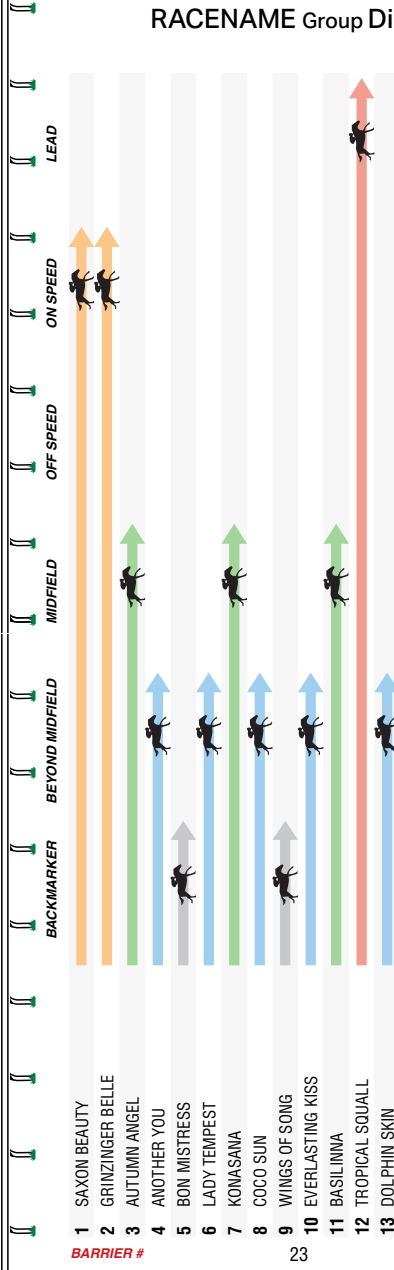 RACENAME Group Di
LEAD
ON SPEED
OFF SPEED
MIDFIELD
BEYOND MIDFIELD
BACKMARKER
1 SAXON BEAUTY
2 GRINZINGER BELLE
3 AUTUMN ANGEL
4 ANOTHER YOU
5 BON MISTRESS
6 LADY TEMPEST
7 KONASANA
8 COCO SUN
9 WINGS OF SONG
10 EVERLASTING KISS
11 BASILINNA
12 TROPICAL SQUALL
13 DOLPHIN SKIN
BARRIER #
23